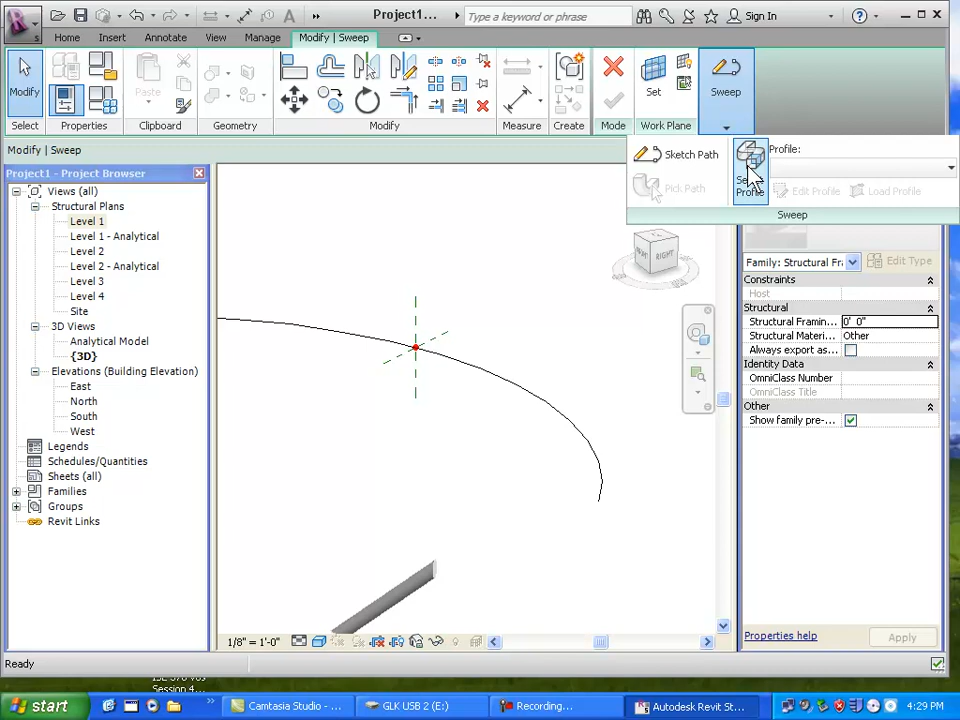 Project1...
Type a keyword or phrase
Sign In
Home
Insert
Annotate
View
Manage
Modify | Sweep
Modify
Paste
Set
Sweep
Select
Properties
Clipboard
Geometry
Modify
Measure
Create
Mode
Work Plane
Modify | Sweep
Sketch Path
Pick Path
Profile
Profile:
Edit Profile
Load Profile
Sweep
Project1 - Project Browser
Views (all)
Structural Plans
Level 1
Level 1 - Analytical
Level 2
Level 2 - Analytical
Level 3
Level 4
Site
3D Views
Analytical Model
{3D}
Elevations (Building Elevation)
East
North
South
West
Legends
Schedules/Quantities
Sheets (all)
Families
Groups
Revit Links
RIGHT
Family: Structural Fr
Edit Type
Constraints
Host
Structural
Structural Framin... 0' 0"
Structural Materi... Other
Always export as...
Identity Data
OmniClass Number
OmniClass Title
Other
Show family pre-...
Properties help
Apply
1/8" = 1'-0"
Ready
Session 4...
start
Camtasia Studio - ...
GLK USB 2 (E:)
Recording...
Autodesk Revit St...
4:29 PM